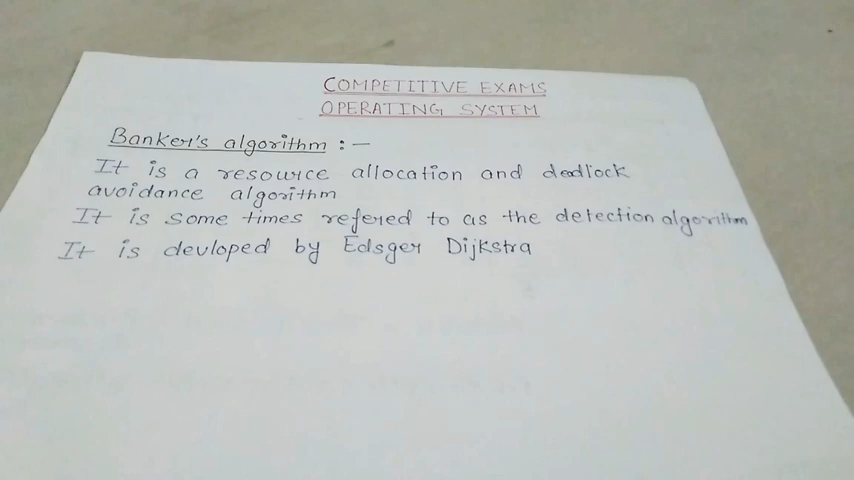 COMPETITIVE EXAMS
OPERATING SYSTEM
Banker's algorithm : —
It is a resource allocation and deadlock
avoidance algorithm
It is some times refered to as the detection algorithm
It is devloped by Edsger Dijkstra